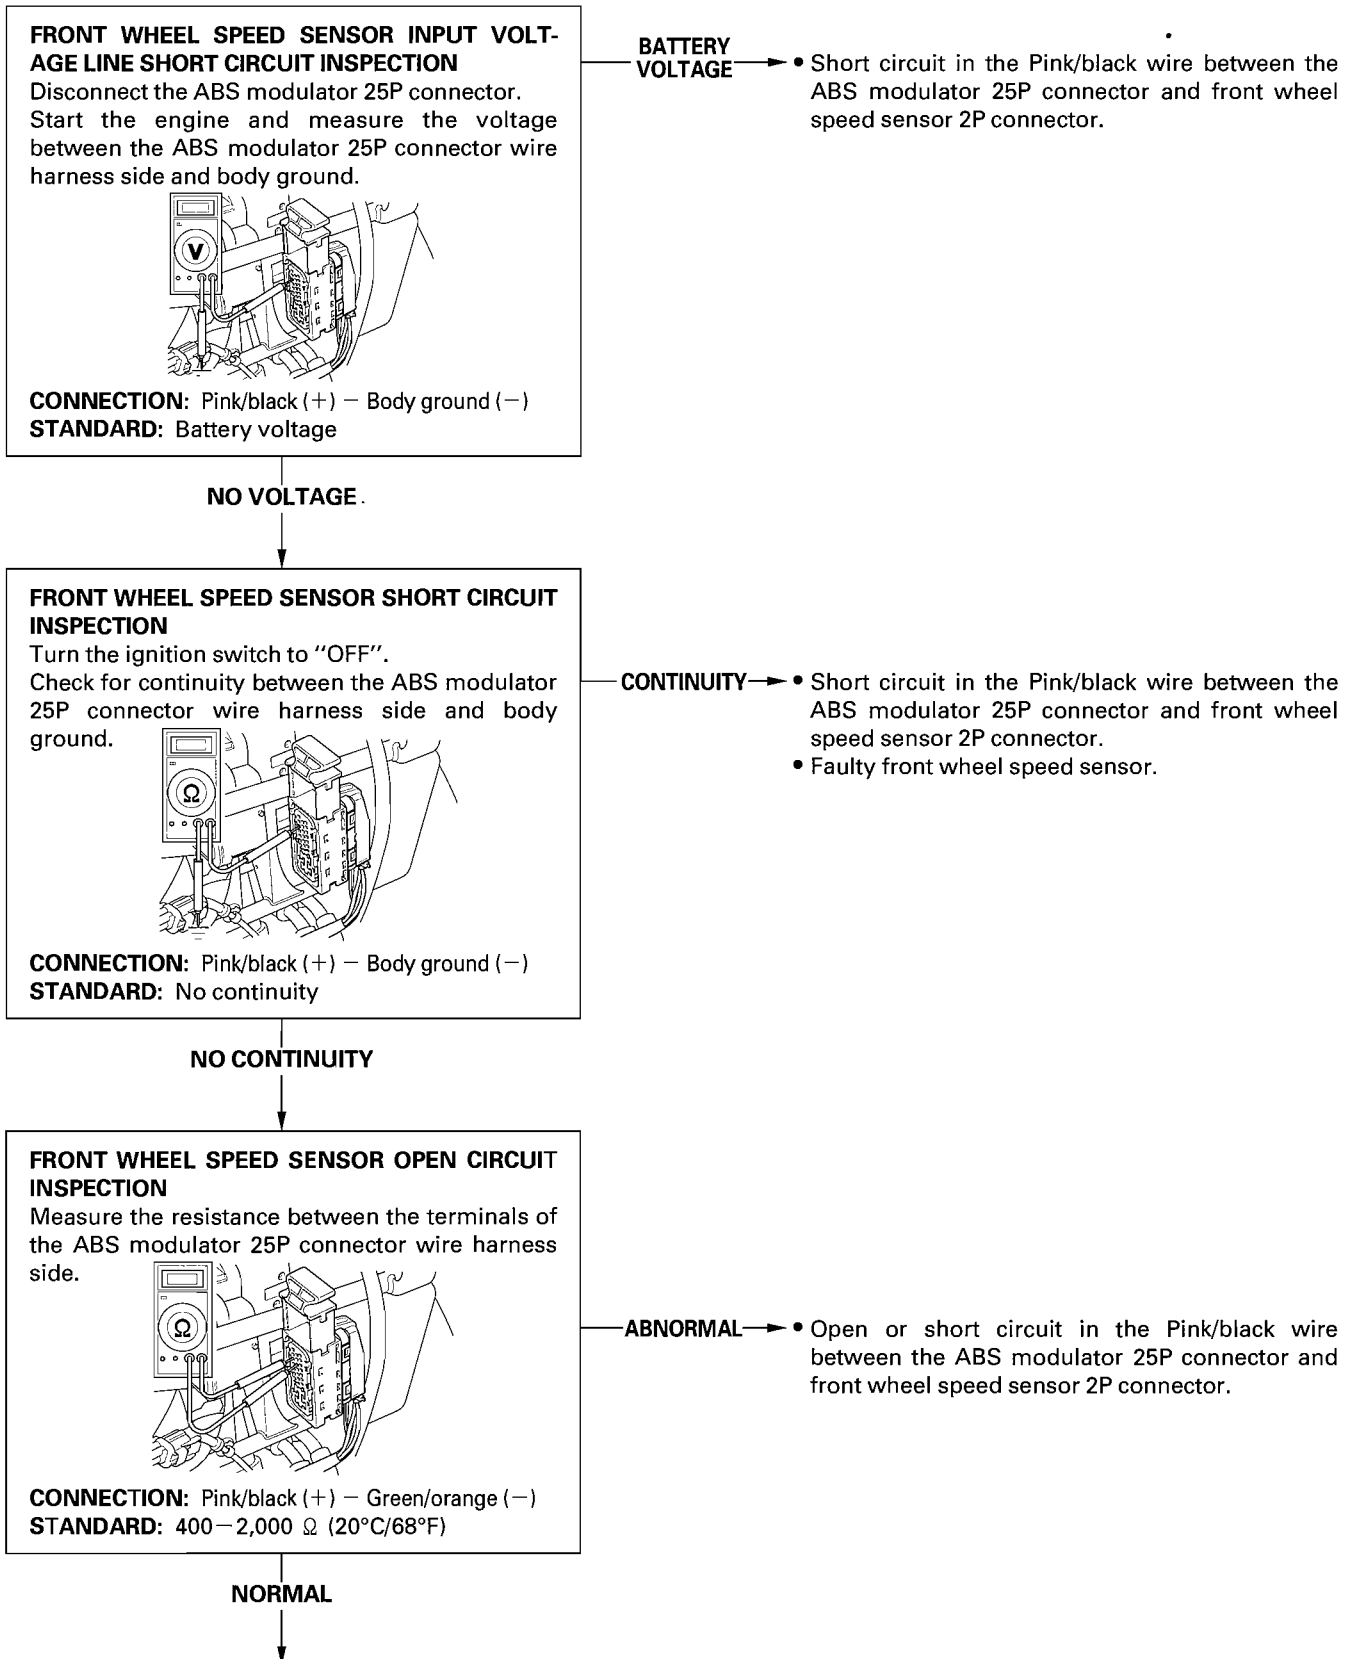 FRONT WHEEL SPEED SENSOR INPUT VOLT-
AGE LINE SHORT CIRCUIT INSPECTION
Disconnect the ABS modulator 25P connector.
Start the engine and measure the voltage
between the ABS modulator 25P connector wire
harness side and body ground.
V
CONNECTION: Pink/black (+) – Body ground (–)
STANDARD: Battery voltage
BATTERY
VOLTAGE
• Short circuit in the Pink/black wire between the
ABS modulator 25P connector and front wheel
speed sensor 2P connector.
NO VOLTAGE
FRONT WHEEL SPEED SENSOR SHORT CIRCUIT
INSPECTION
Turn the ignition switch to "OFF".
Check for continuity between the ABS modulator
25P connector wire harness side and body
ground.
Ω
CONNECTION: Pink/black (+) – Body ground (–)
STANDARD: No continuity
CONTINUITY
• Short circuit in the Pink/black wire between the
ABS modulator 25P connector and front wheel
speed sensor 2P connector.
• Faulty front wheel speed sensor.
NO CONTINUITY
FRONT WHEEL SPEED SENSOR OPEN CIRCUIT
INSPECTION
Measure the resistance between the terminals of
the ABS modulator 25P connector wire harness
side.
Ω
CONNECTION: Pink/black (+) – Green/orange (–)
STANDARD: 400–2,000 Ω (20°C/68°F)
ABNORMAL
• Open or short circuit in the Pink/black wire
between the ABS modulator 25P connector and
front wheel speed sensor 2P connector.
NORMAL